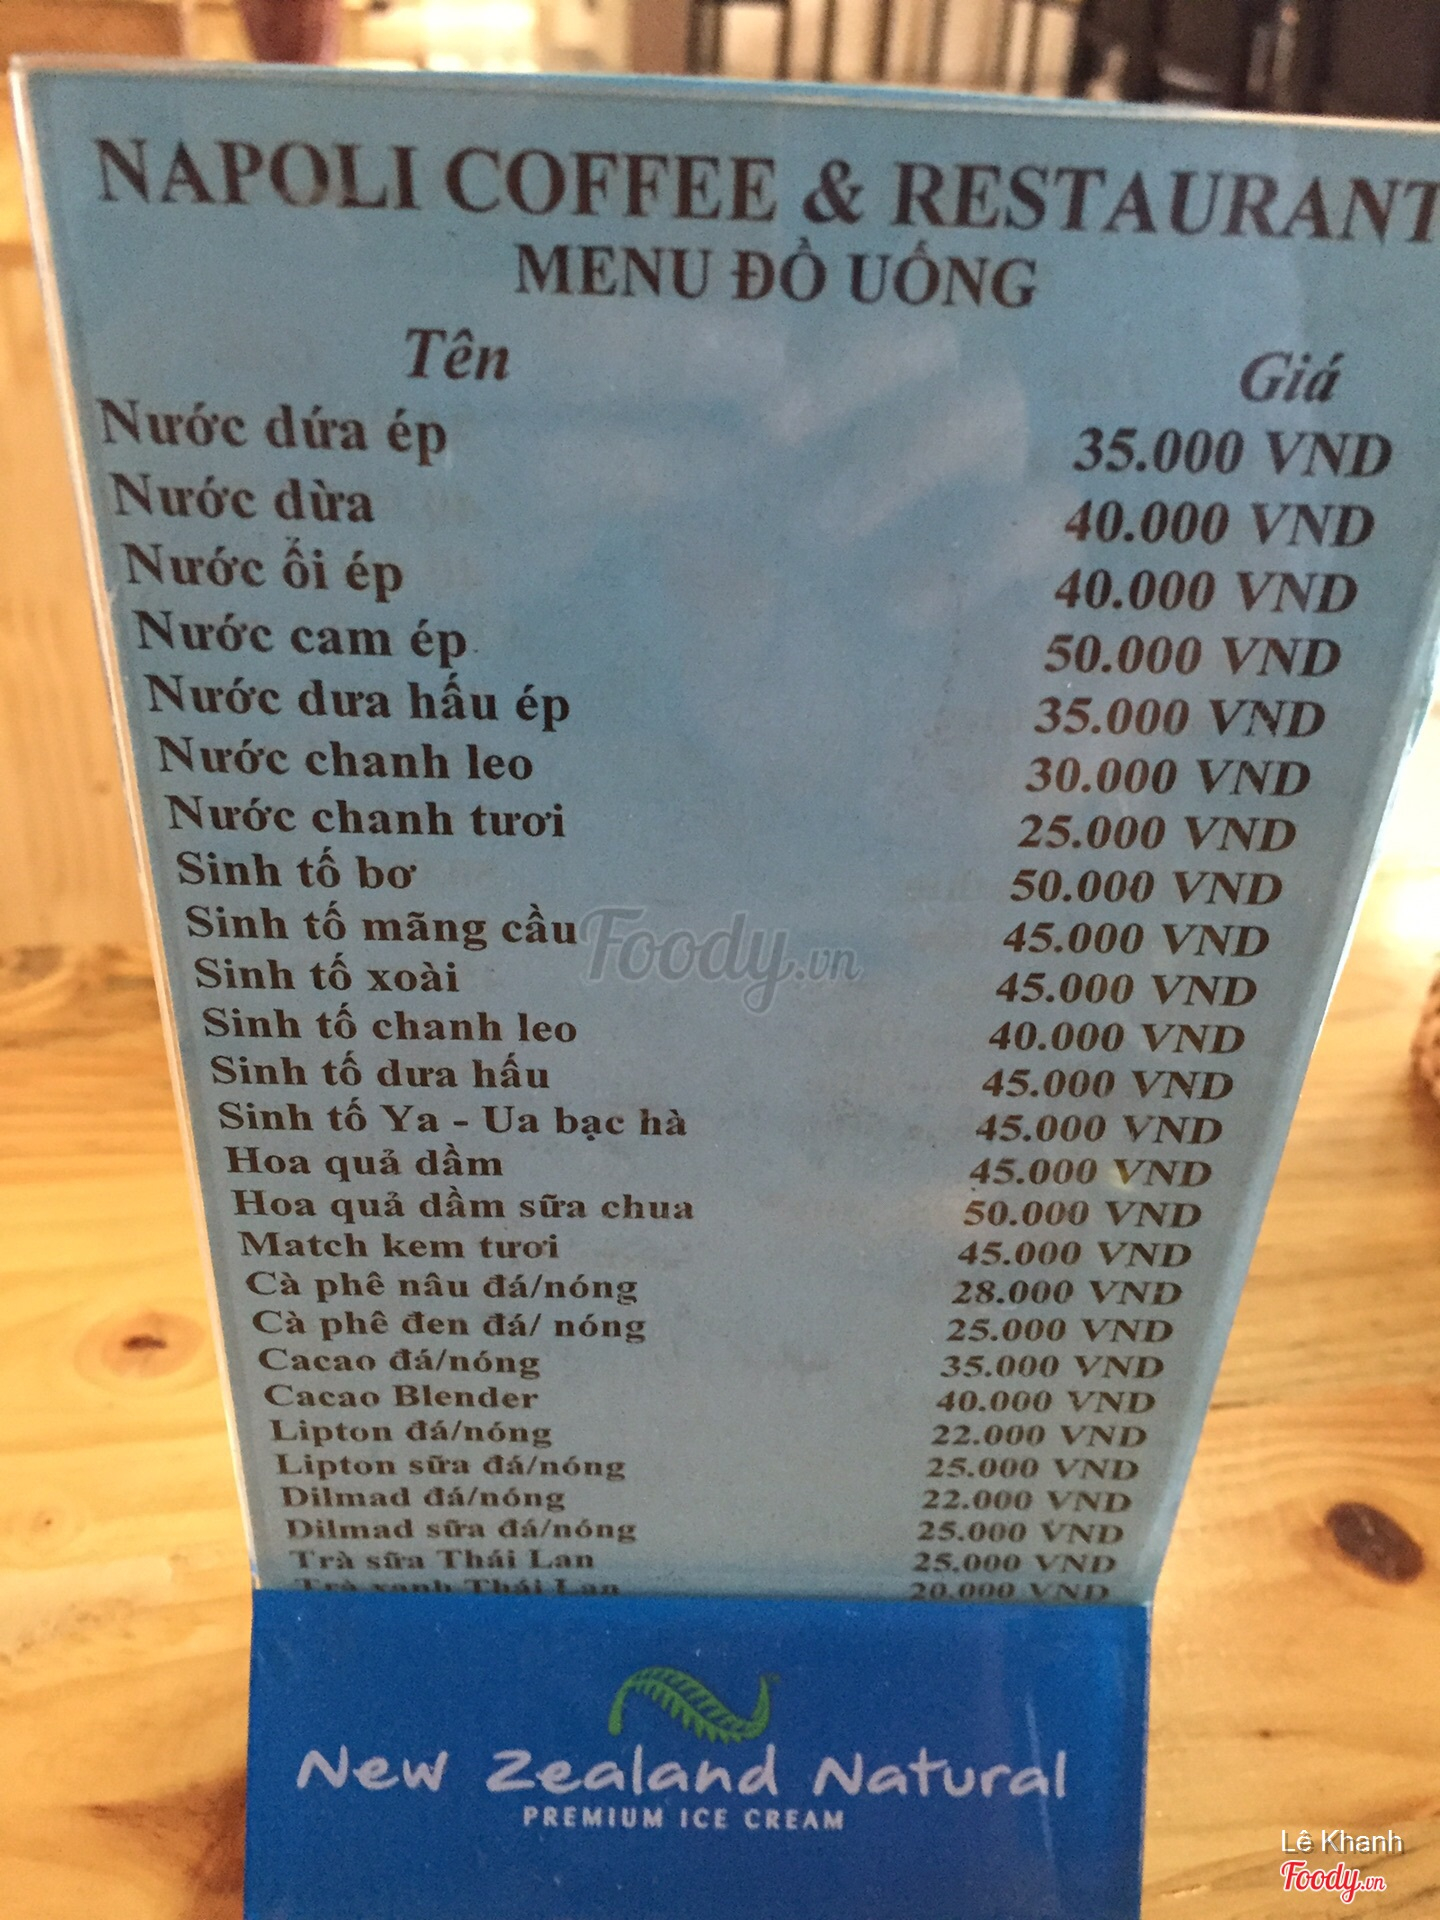 NAPOLI COFFEE & RESTAURANT
MENU ĐỒ UỐNG
Tên Giá
Nước dứa ép 35.000 VND
Nước dừa 40.000 VND
Nước ổi ép 40.000 VND
Nước cam ép 50.000 VND
Nước dưa hấu ép 35.000 VND
Nước chanh leo 30.000 VND
Nước chanh tươi 25.000 VND
Sinh tố bơ 50.000 VND
Sinh tố mãng cầu 45.000 VND
Foody.vn
Sinh tố xoài 45.000 VND
Sinh tố chanh leo 40.000 VND
Sinh tố dưa hấu 45.000 VND
Sinh tố Ya - Ua bạc hà 45.000 VND
Hoa quả dầm 45.000 VND
Hoa quả dầm sữa chua 50.000 VND
Match kem tươi 45.000 VND
Cà phê nâu đá/nóng 28.000 VND
Cà phê đen đá/ nóng 25.000 VND
Cacao đá/nóng 35.000 VND
Cacao Blender 40.000 VND
Lipton đá/nóng 22.000 VND
Lipton sữa đá/nóng 25.000 VND
Dilmad đá/nóng 22.000 VND
Dilmad sữa đá/nóng 25.000 VND
Trà sữa Thái Lan 25.000 VND
Trà xanh Thái Lan 20.000 VND
New Zealand Natural
PREMIUM ICE CREAM
Lê Khanh
Foody.vn